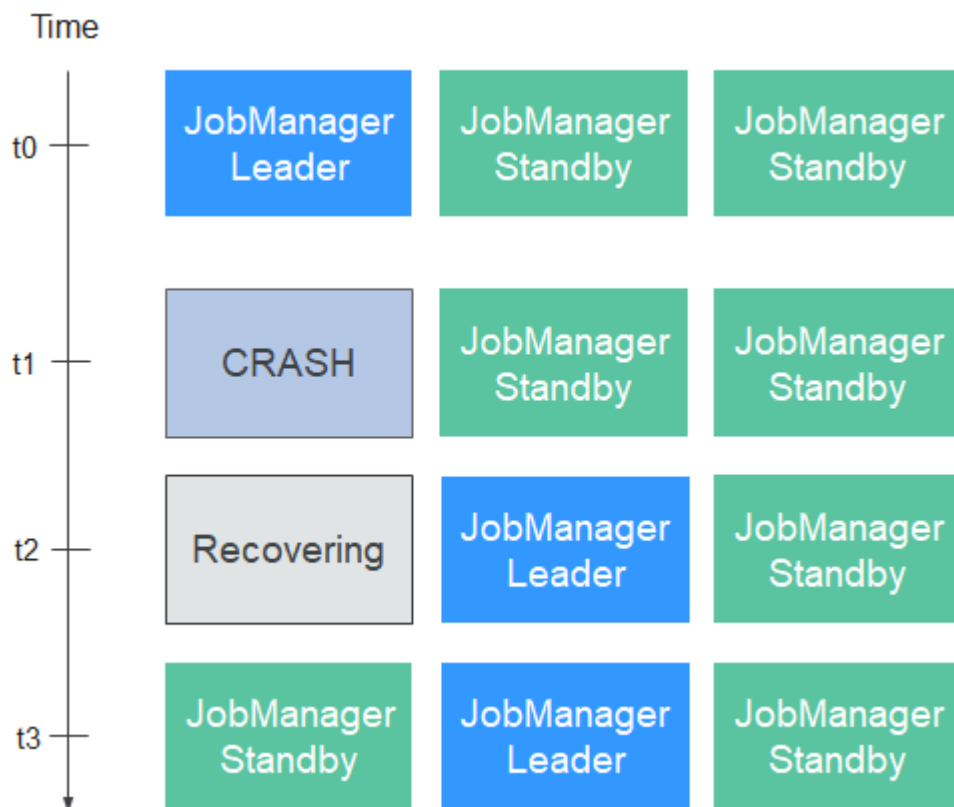 Time
t0
JobManager
Leader
JobManager
Standby
JobManager
Standby
t1
CRASH
JobManager
Standby
JobManager
Standby
t2
Recovering
JobManager
Leader
JobManager
Standby
t3
JobManager
Standby
JobManager
Leader
JobManager
Standby